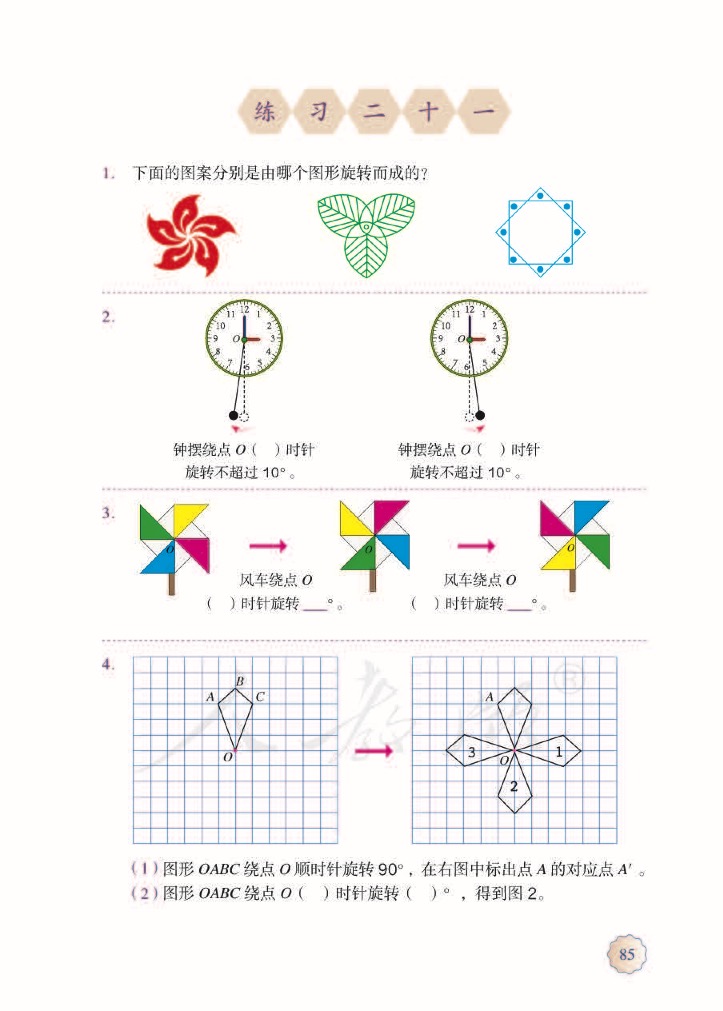 练习二十一
1. 下面的图案分别是由哪个图形旋转而成的?
2.
11 12 1
10 2
9 O 3
8 4
7 6 5
11 12 1
10 2
9 O 3
8 4
7 6 5
钟摆绕点 O ( ) 时针
旋转不超过 10° 。
钟摆绕点 O ( ) 时针
旋转不超过 10° 。
3.
O
O
O
风车绕点 O
( ) 时针旋转 ___° 。
风车绕点 O
( ) 时针旋转 ___° 。
4.
B
A C
O
A
3 O 1
2
人教版®
(1) 图形 OABC 绕点 O 顺时针旋转 90° , 在右图中标出点 A 的对应点 A′ 。
(2) 图形 OABC 绕点 O ( ) 时针旋转 ( ) ° , 得到图 2。
85